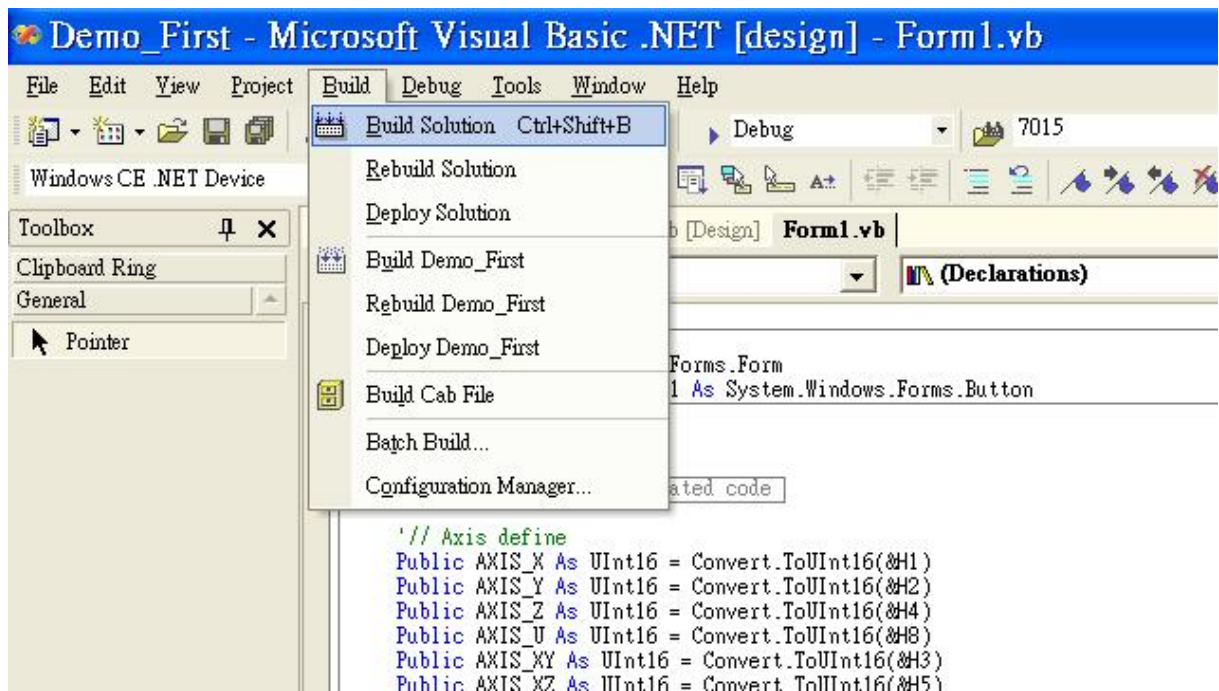 Demo_First - Microsoft Visual Basic .NET [design] - Form1.vb
File Edit View Project Build Debug Tools Window Help
Build Solution Ctrl+Shift+B
Debug
7015
Rebuild Solution
Windows CE .NET Device
Deploy Solution
Toolbox
b [Design] Form1.vb
Clipboard Ring
Build Demo_First
(Declarations)
General
Rebuild Demo_First
Pointer
Deploy Demo_First
Forms.Form
Build Cab File
1 As System.Windows.Forms.Button
Batch Build...
Configuration Manager...
ated code
'// Axis define
Public AXIS_X As UInt16 = Convert.ToUInt16(&H1)
Public AXIS_Y As UInt16 = Convert.ToUInt16(&H2)
Public AXIS_Z As UInt16 = Convert.ToUInt16(&H4)
Public AXIS_U As UInt16 = Convert.ToUInt16(&H8)
Public AXIS_XY As UInt16 = Convert.ToUInt16(&H3)
Public AXIS_XZ As UInt16 = Convert.ToUInt16(&H5)